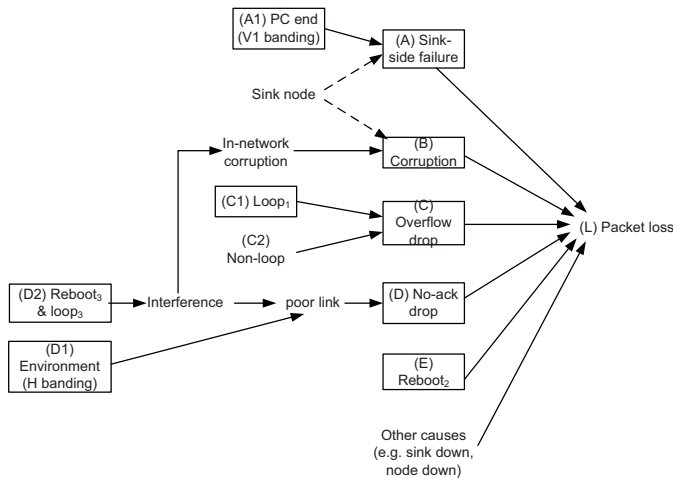 (A1) PC end
(V1 banding)
(A) Sink-
side failure
Sink node
In-network
corruption
(B)
Corruption
(C1) Loop₁
(C)
Overflow
drop
(C2)
Non-loop
(L) Packet loss
(D2) Reboot₃
& loop₃
Interference
poor link
(D) No-ack
drop
(D1)
Environment
(H banding)
(E)
Reboot₂
Other causes
(e.g. sink down,
node down)